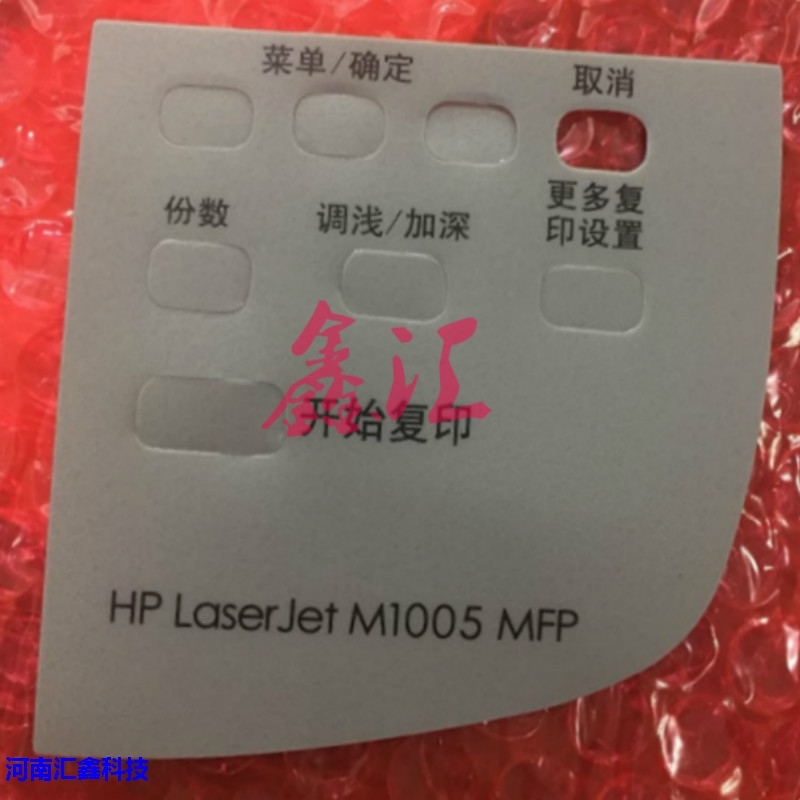 菜单/确定
取消
份数
调浅/加深
更多复
印设置
鑫汇
开始复印
HP LaserJet M1005 MFP
河南汇鑫科技